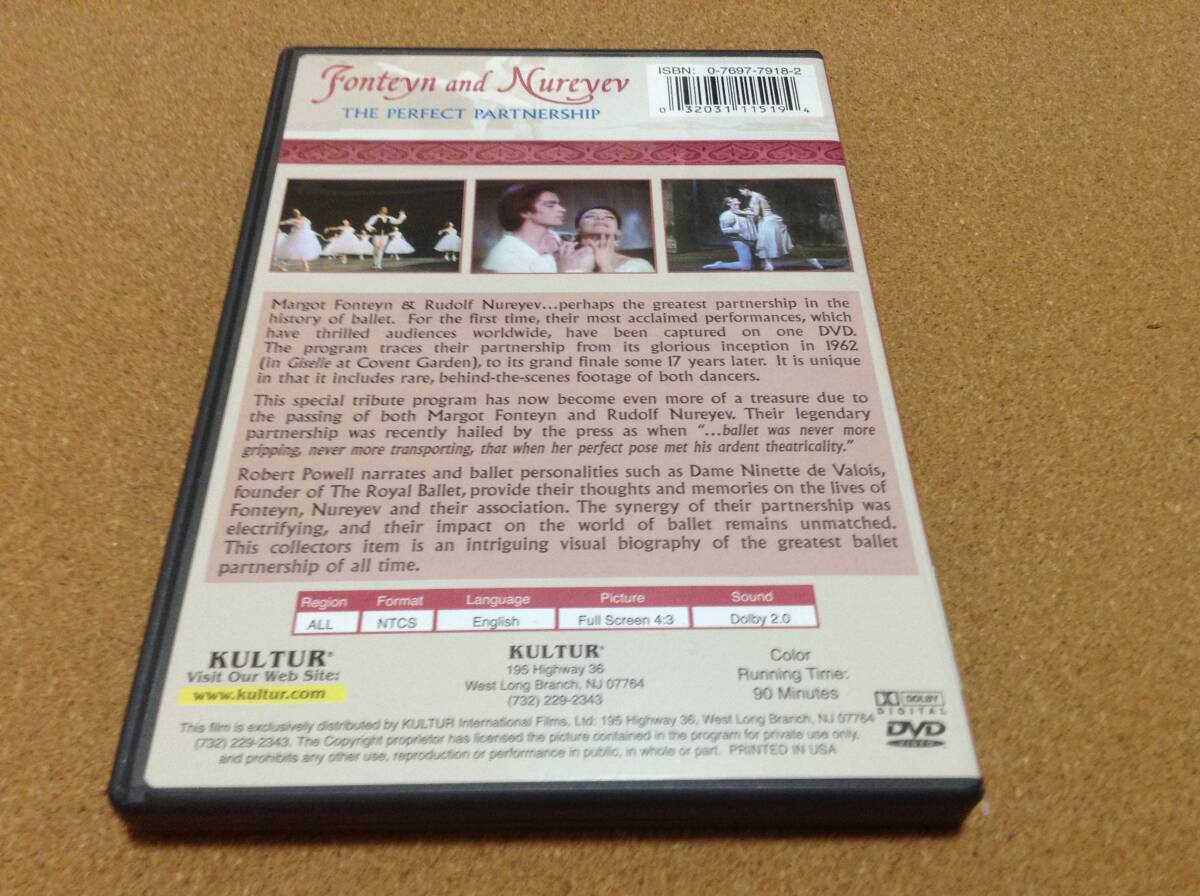 Fonteyn and Nureyev
THE PERFECT PARTNERSHIP
ISBN: 0-7697-7918-2
0 32031 11519 4
Margot Fonteyn & Rudolf Nureyev...perhaps the greatest partnership in the
history of ballet. For the first time, their most acclaimed performances, which
have thrilled audiences worldwide, have been captured on one DVD.
The program traces their partnership from its glorious inception in 1962
(in Giselle at Covent Garden), to its grand finale some 17 years later. It is unique
in that it includes rare, behind-the-scenes footage of both dancers.
This special tribute program has now become even more of a treasure due to
the passing of both Margot Fonteyn and Rudolf Nureyev. Their legendary
partnership was recently hailed by the press as when “...ballet was never more
gripping, never more transporting, that when her perfect pose met his ardent theatricality.”
Robert Powell narrates and ballet personalities such as Dame Ninette de Valois,
founder of The Royal Ballet, provide their thoughts and memories on the lives of
Fonteyn, Nureyev and their association. The synergy of their partnership was
electrifying, and their impact on the world of ballet remains unmatched.
This collectors item is an intriguing visual biography of the greatest ballet
partnership of all time.
Region Format Language Picture Sound
ALL NTCS English Full Screen 4:3 Dolby 2.0
KULTUR®
Visit Our Web Site:
www.kultur.com
KULTUR®
195 Highway 36
West Long Branch, NJ 07764
(732) 229-2343
Color
Running Time:
90 Minutes
DOLBY
DIGITAL
DVD
VIDEO
This film is exclusively distributed by KULTUR International Films, Ltd: 195 Highway 36, West Long Branch, NJ 07764
(732) 229-2343. The Copyright proprietor has licensed the picture contained in the program for private use only,
and prohibits any other use, reproduction or performance in public, in whole or part. PRINTED IN USA